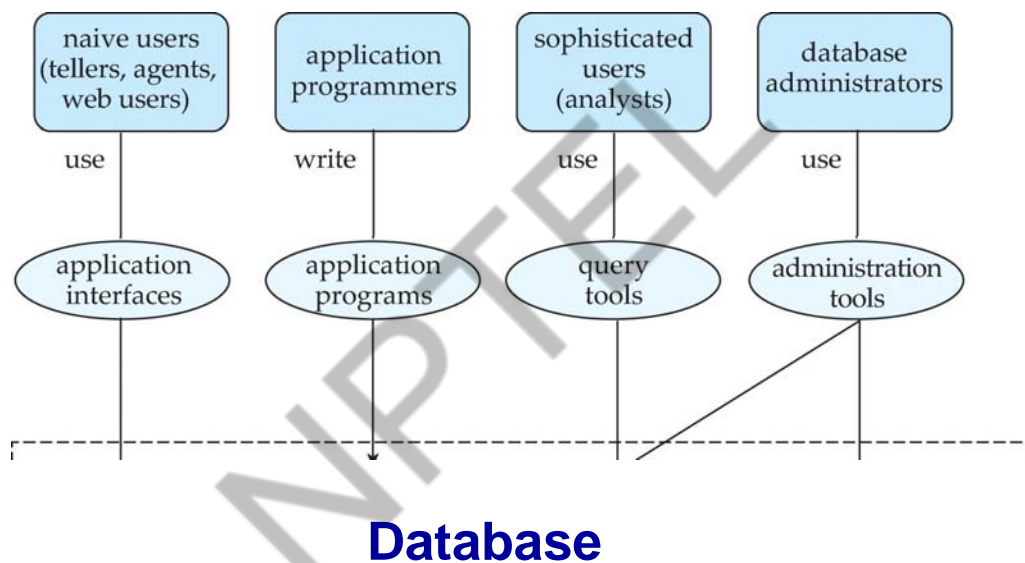 naive users
(tellers, agents,
web users)
application
programmers
sophisticated
users
(analysts)
database
administrators
use
write
use
use
application
interfaces
application
programs
query
tools
administration
tools
NPTEL
Database